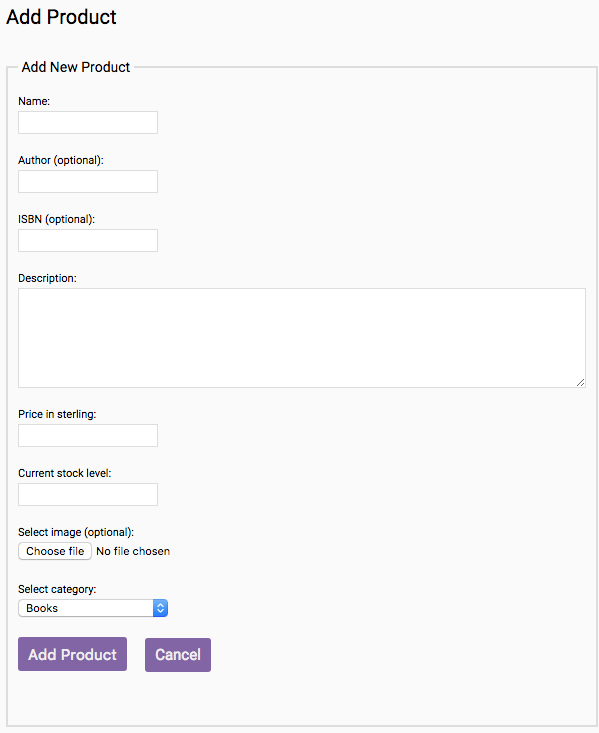 Add Product
Add New Product
Name:
Author (optional):
ISBN (optional):
Description:
Price in sterling:
Current stock level:
Select image (optional):
Choose file No file chosen
Select category:
Books
Add Product Cancel